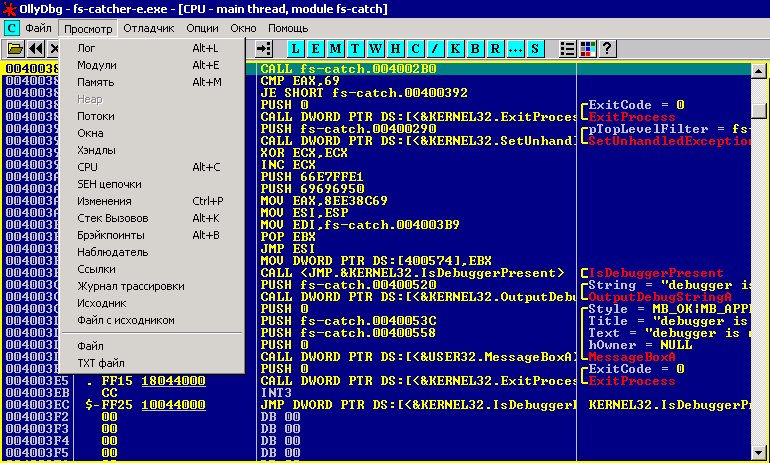 OllyDbg - fs-catcher-e.exe - [CPU - main thread, module fs-catch]
C Файл Просмотр Отладчик Опции Окно Помощь
L E M T W H C / K B R ... S ?
Лог Alt+L
Модули Alt+E
Память Alt+M
Heap
Потоки
Окна
Хэндлы
CPU Alt+C
SEH цепочки
Изменения Ctrl+P
Стек Вызовов Alt+K
Брэйкпоинты Alt+B
Наблюдатель
Ссылки
Журнал трассировки
Исходник
Файл с исходником
Файл
TXT файл
CALL fs-catch.004002B0
CMP EAX,69
JE SHORT fs-catch.00400392
PUSH 0 ExitCode = 0
CALL DWORD PTR DS:[<&KERNEL32.ExitProces ExitProcess
PUSH fs-catch.00400290 pTopLevelFilter = fs-
CALL DWORD PTR DS:[<&KERNEL32.SetUnhandl SetUnhandledException
XOR ECX,ECX
INC ECX
PUSH 66E7FFE1
PUSH 69696950
MOV EAX,8EE38C69
MOV ESI,ESP
MOV EDI,fs-catch.004003B9
POP EBX
JMP ESI
MOV DWORD PTR DS:[400574],EBX
CALL <JMP.&KERNEL32.IsDebuggerPresent> IsDebuggerPresent
PUSH fs-catch.00400520 String = "debugger is
CALL DWORD PTR DS:[<&KERNEL32.OutputDebu OutputDebugStringA
PUSH 0 Style = MB_OK|MB_APPL
PUSH fs-catch.0040053C Title = "debugger is
PUSH fs-catch.00400558 Text = "debugger is
PUSH 0 hOwner = NULL
CALL DWORD PTR DS:[<&USER32.MessageBoxA> MessageBoxA
PUSH 0 ExitCode = 0
004003E5 . FF15 18044000 CALL DWORD PTR DS:[<&KERNEL32.ExitProces ExitProcess
004003EB CC INT3
004003EC $-FF25 10044000 JMP DWORD PTR DS:[<&KERNEL32.IsDebuggerP KERNEL32.IsDebuggerPr
004003F2 00 DB 00
004003F3 00 DB 00
004003F4 00 DB 00
004003F5 00 DB 00